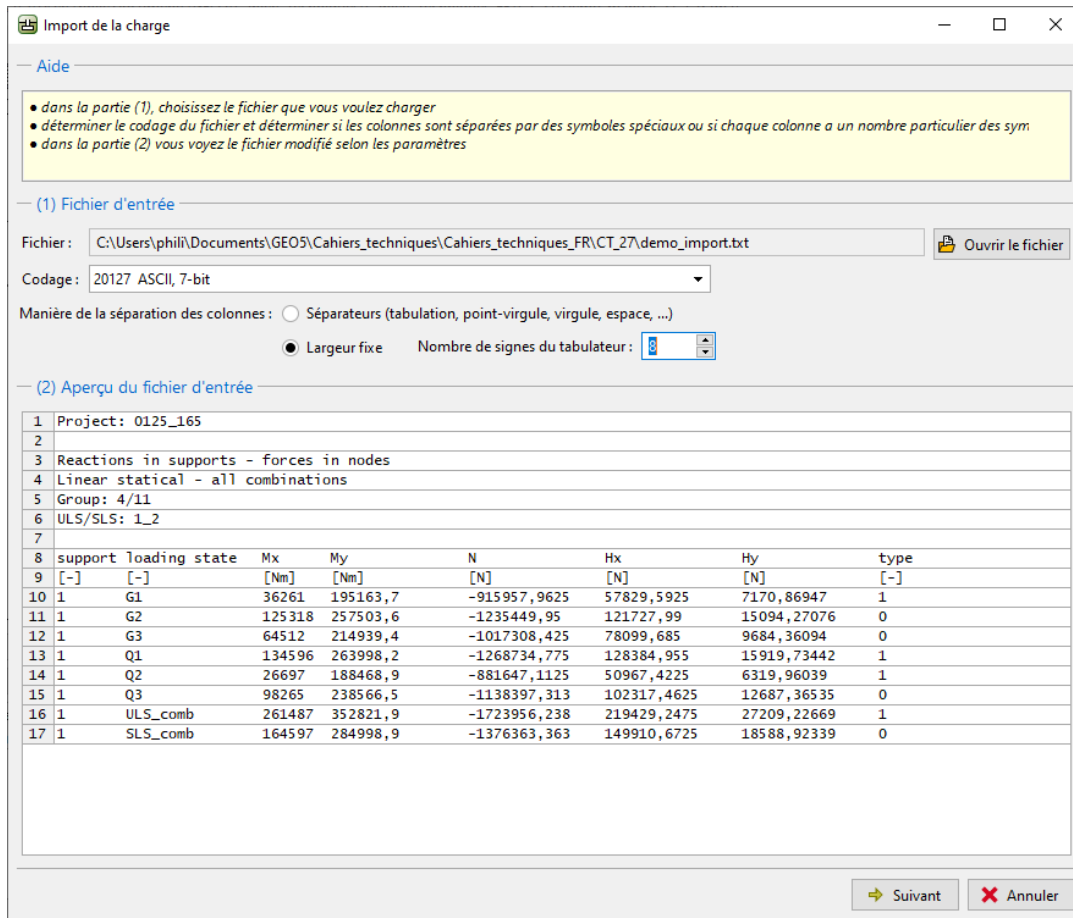 Import de la charge
Aide
● dans la partie (1), choisissez le fichier que vous voulez charger
● déterminer le codage du fichier et déterminer si les colonnes sont séparées par des symboles spéciaux ou si chaque colonne a un nombre particulier des sym
● dans la partie (2) vous voyez le fichier modifié selon les paramètres
(1) Fichier d'entrée
Fichier : C:\Users\phili\Documents\GEO5\Cahiers_techniques\Cahiers_techniques_FR\CT_27\demo_import.txt Ouvrir le fichier
Codage : 20127 ASCII, 7-bit
Manière de la séparation des colonnes : Séparateurs (tabulation, point-virgule, virgule, espace, ...)
Largeur fixe Nombre de signes du tabulateur : 8
(2) Aperçu du fichier d'entrée
1 Project: 0125_165
2
3 Reactions in supports - forces in nodes
4 Linear statical - all combinations
5 Group: 4/11
6 ULS/SLS: 1_2
7
8 support loading state Mx My N Hx Hy type
9 [-] [-] [Nm] [Nm] [N] [N] [N] [-]
10 1 G1 36261 195163,7 -915957,9625 57829,5925 7170,86947 1
11 1 G2 125318 257503,6 -1235449,95 121727,99 15094,27076 0
12 1 G3 64512 214939,4 -1017308,425 78099,685 9684,36094 0
13 1 Q1 134596 263998,2 -1268734,775 128384,955 15919,73442 1
14 1 Q2 26697 188468,9 -881647,1125 50967,4225 6319,96039 1
15 1 Q3 98265 238566,5 -1138397,313 102317,4625 12687,36535 0
16 1 ULS_comb 261487 352821,9 -1723956,238 219429,2475 27209,22669 1
17 1 SLS_comb 164597 284998,9 -1376363,363 149910,6725 18588,92339 0
Suivant Annuler